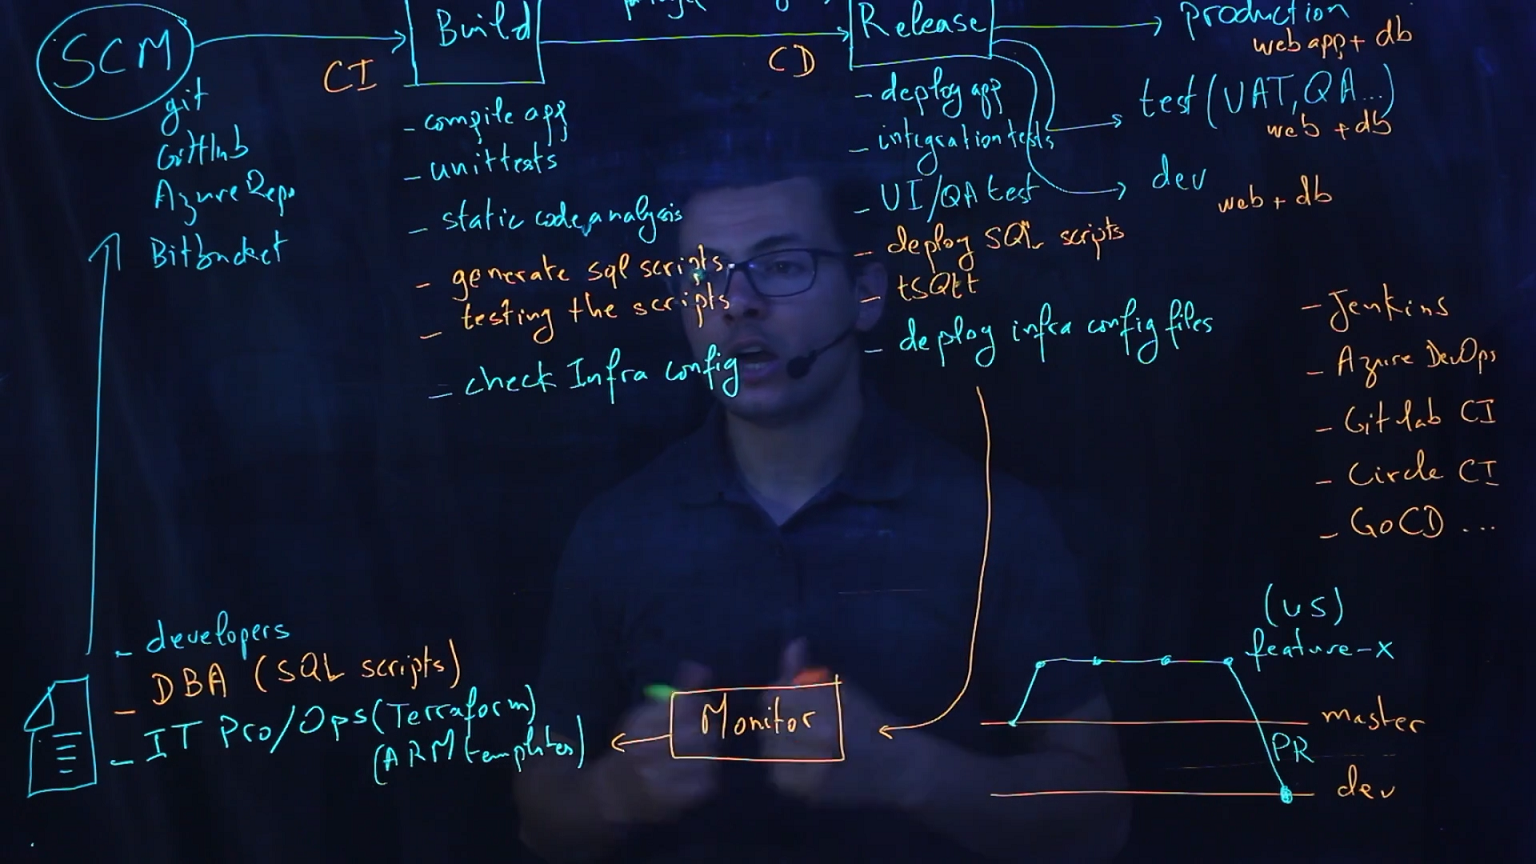 SCM
git
GitHub
Azure Repo
Bitbucket
CI
Build
- compile app
- unit tests
- static code analysis
- generate sql scripts
- testing the scripts
- check Infra config
CD
Release
- deploy app
- integration tests
- UI/QA test
- deploy SQL scripts
- tSQLt
- deploy infra config files
production
web app + db
test (UAT, QA...)
web + db
dev
web + db
- Jenkins
- Azure DevOps
- Gitlab CI
- Circle CI
- GoCD ...
- developers
- DBA (SQL scripts)
- IT Pro/Ops (Terraform)
(ARM templates)
Monitor
(US)
feature-x
master
PR
dev